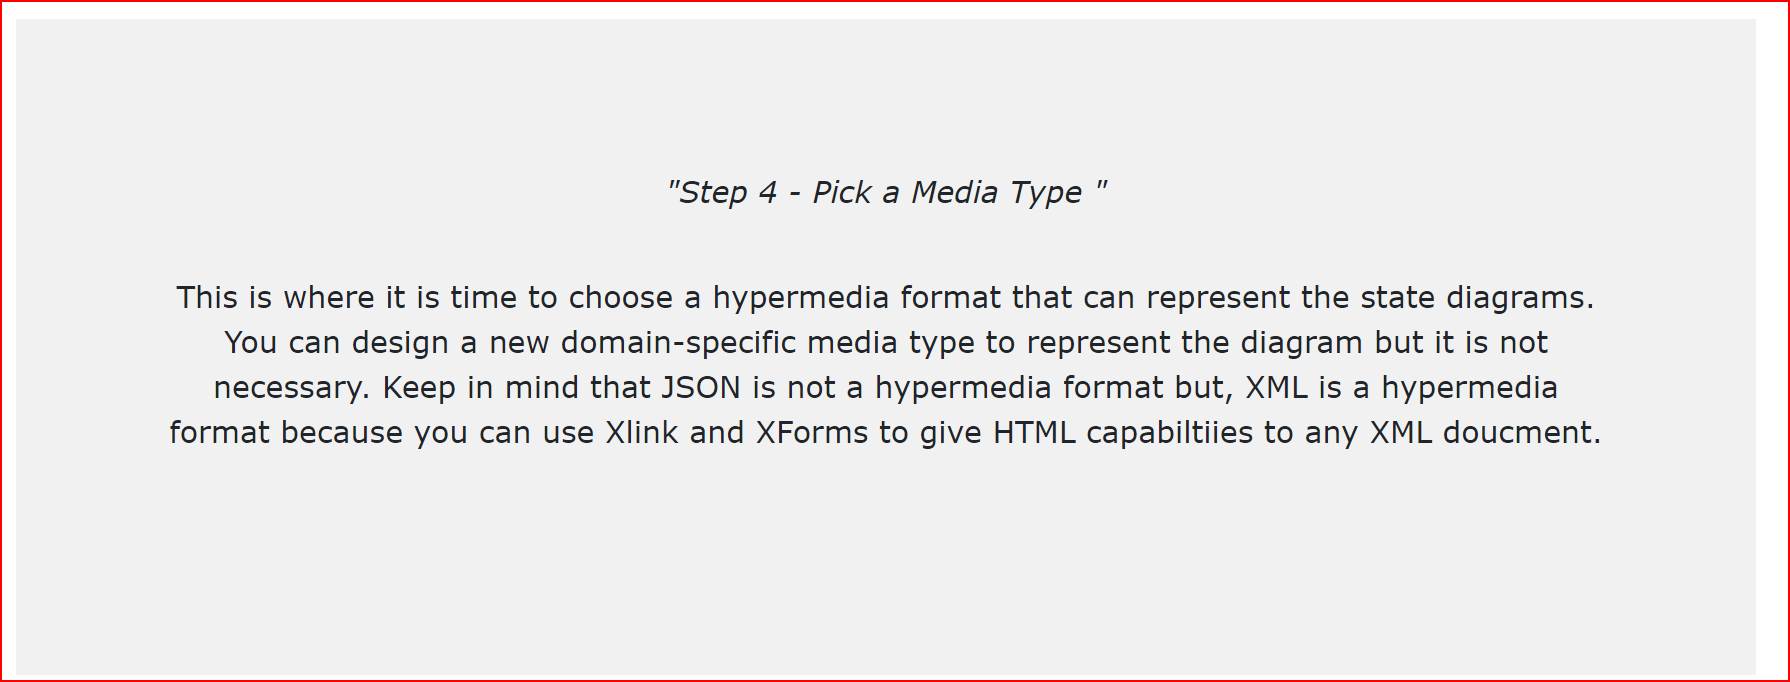 "Step 4 - Pick a Media Type "
This is where it is time to choose a hypermedia format that can represent the state diagrams.
You can design a new domain-specific media type to represent the diagram but it is not
necessary. Keep in mind that JSON is not a hypermedia format but, XML is a hypermedia
format because you can use Xlink and XForms to give HTML capabiltiies to any XML doucment.